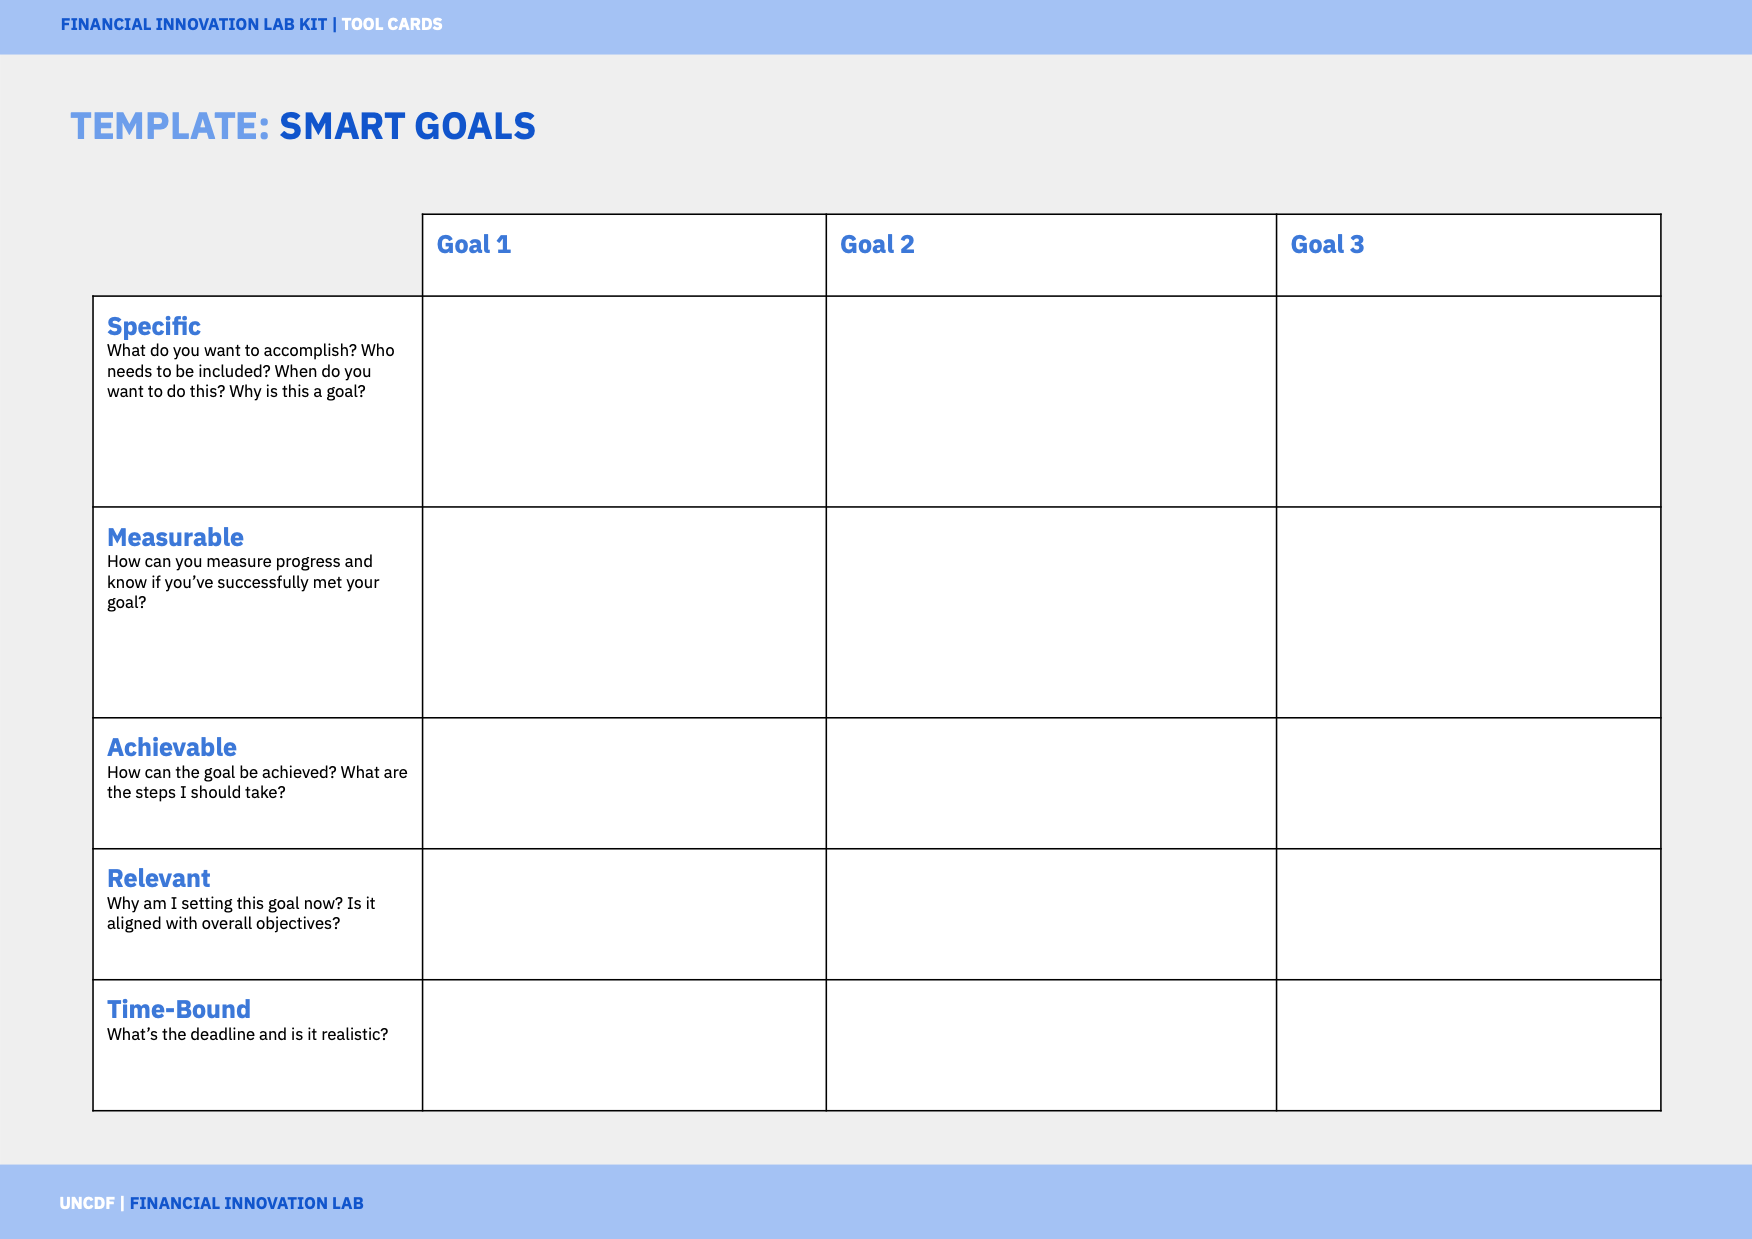 FINANCIAL INNOVATION LAB KIT | TOOL CARDS
TEMPLATE: SMART GOALS
Goal 1
Goal 2
Goal 3
Specific
What do you want to accomplish? Who
needs to be included? When do you
want to do this? Why is this a goal?
Measurable
How can you measure progress and
know if you’ve successfully met your
goal?
Achievable
How can the goal be achieved? What are
the steps I should take?
Relevant
Why am I setting this goal now? Is it
aligned with overall objectives?
Time-Bound
What’s the deadline and is it realistic?
UNCDF | FINANCIAL INNOVATION LAB